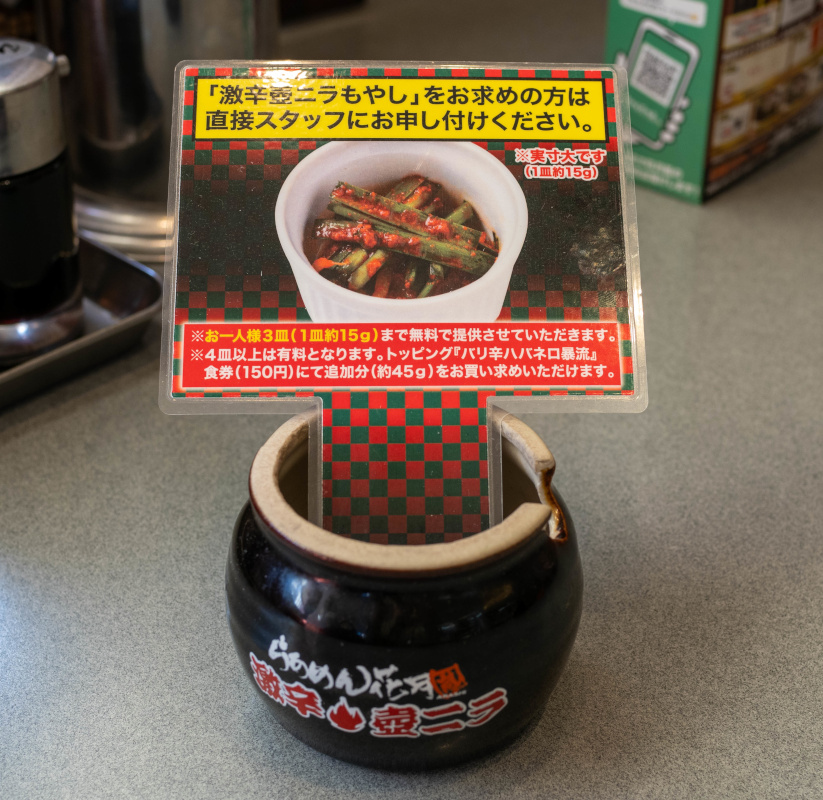 「激辛壺ニラもやし」をお求めの方は
直接スタッフにお申し付けください。
※実寸大です
(1皿約15g)
※お一人様3皿(1皿約15g)まで無料で提供させていただきます。
※4皿以上は有料となります。トッピング『バリ辛ハバネロ暴流』
食券(150円)にて追加分(約45g)をお買い求めいただけます。
らあめん花月嵐
激辛壺ニラ